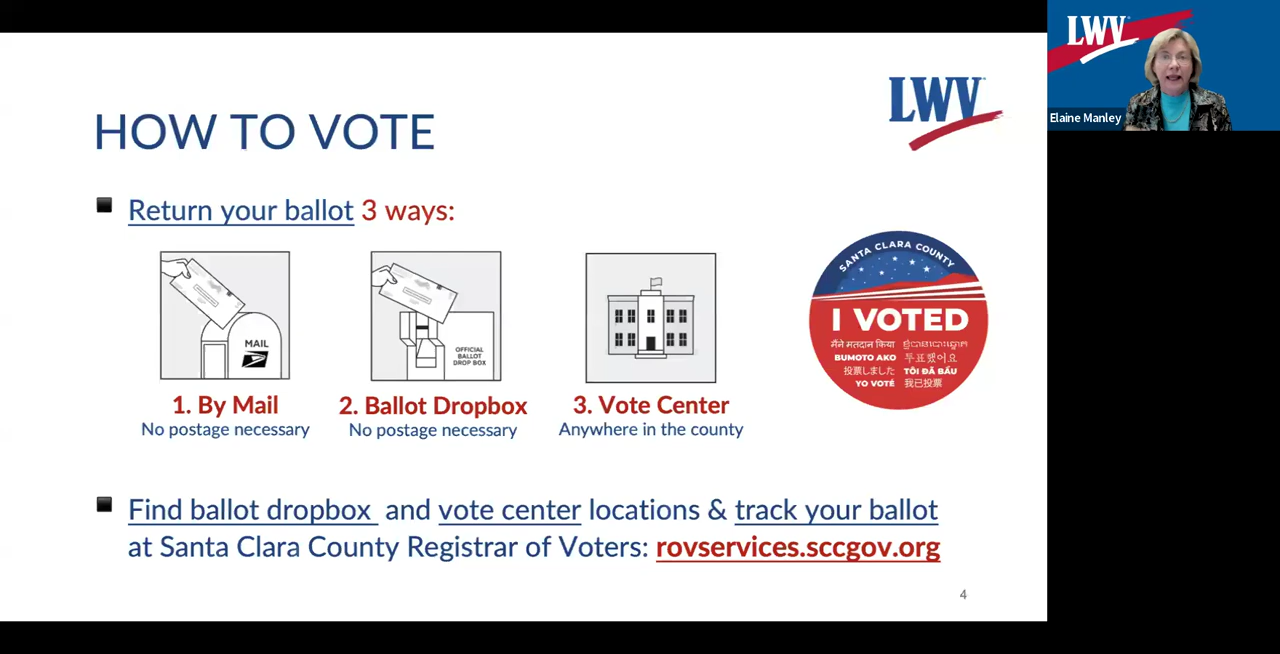 HOW TO VOTE
LWV
Return your ballot 3 ways:
MAIL
OFFICIAL
BALLOT
DROP BOX
1. By Mail
No postage necessary
2. Ballot Dropbox
No postage necessary
3. Vote Center
Anywhere in the county
SANTA CLARA COUNTY
I VOTED
मैंने मतदान किया
BUMOTO AKO 투표했어요
投票しました TÔI ĐÃ BẦU
YO VOTÉ 我已投票
Find ballot dropbox and vote center locations & track your ballot
at Santa Clara County Registrar of Voters: rovservices.sccgov.org
4
LWV
Elaine Manley